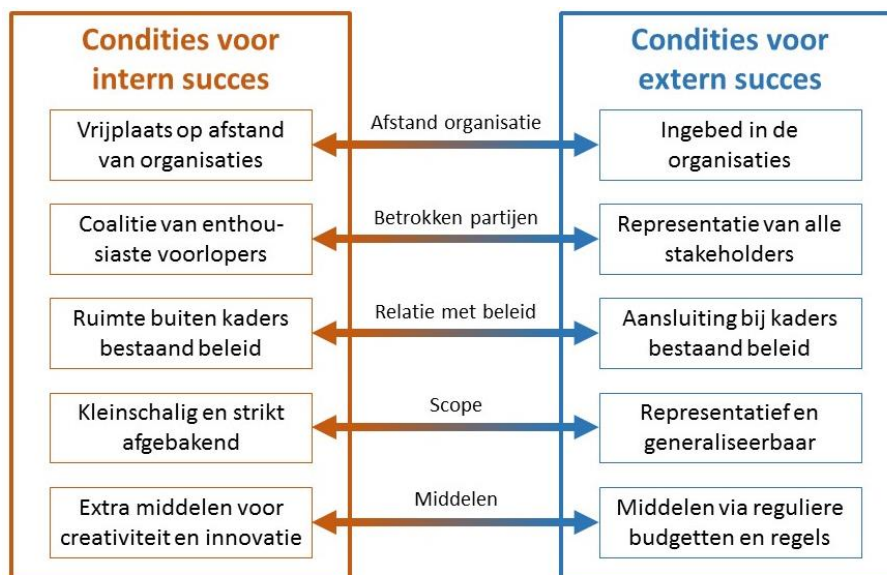 Condities voor
intern succes
Condities voor
extern succes
Vrijplaats op afstand
van organisaties
Afstand organisatie
Ingebed in de
organisaties
Coalitie van enthou-
siaste voorlopers
Betrokken partijen
Representatie van alle
stakeholders
Ruimte buiten kaders
bestaand beleid
Relatie met beleid
Aansluiting bij kaders
bestaand beleid
Kleinschalig en strikt
afgebakend
Scope
Representatief en
generaliseerbaar
Extra middelen voor
creativiteit en innovatie
Middelen
Middelen via reguliere
budgetten en regels